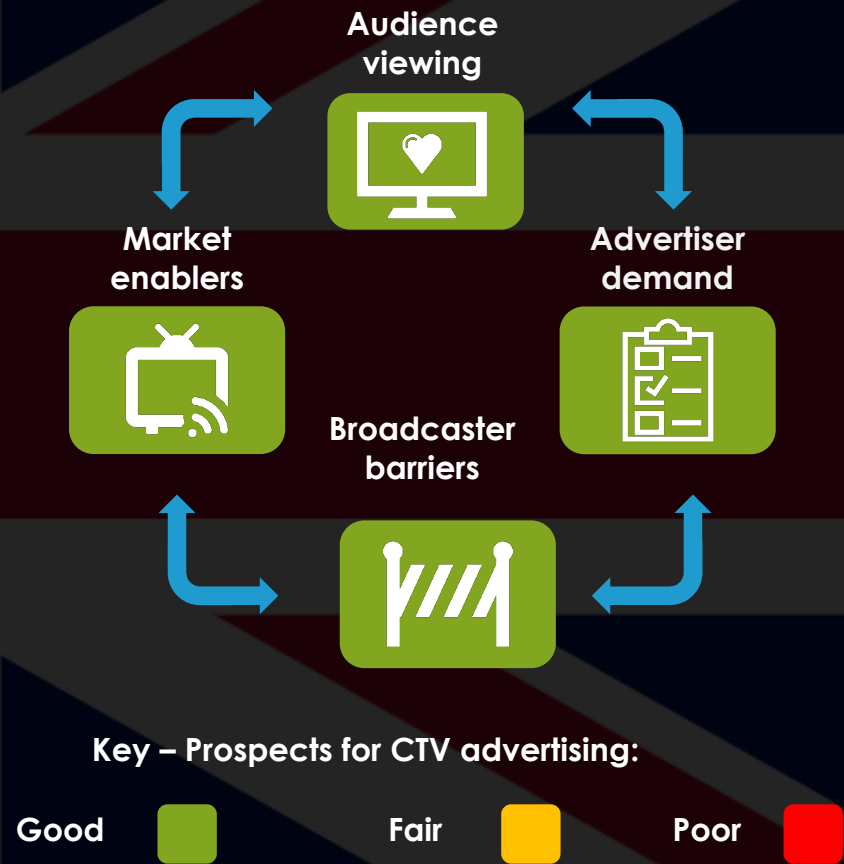 Audience
viewing
Market
enablers
Advertiser
demand
Broadcaster
barriers
Key – Prospects for CTV advertising:
Good
Fair
Poor